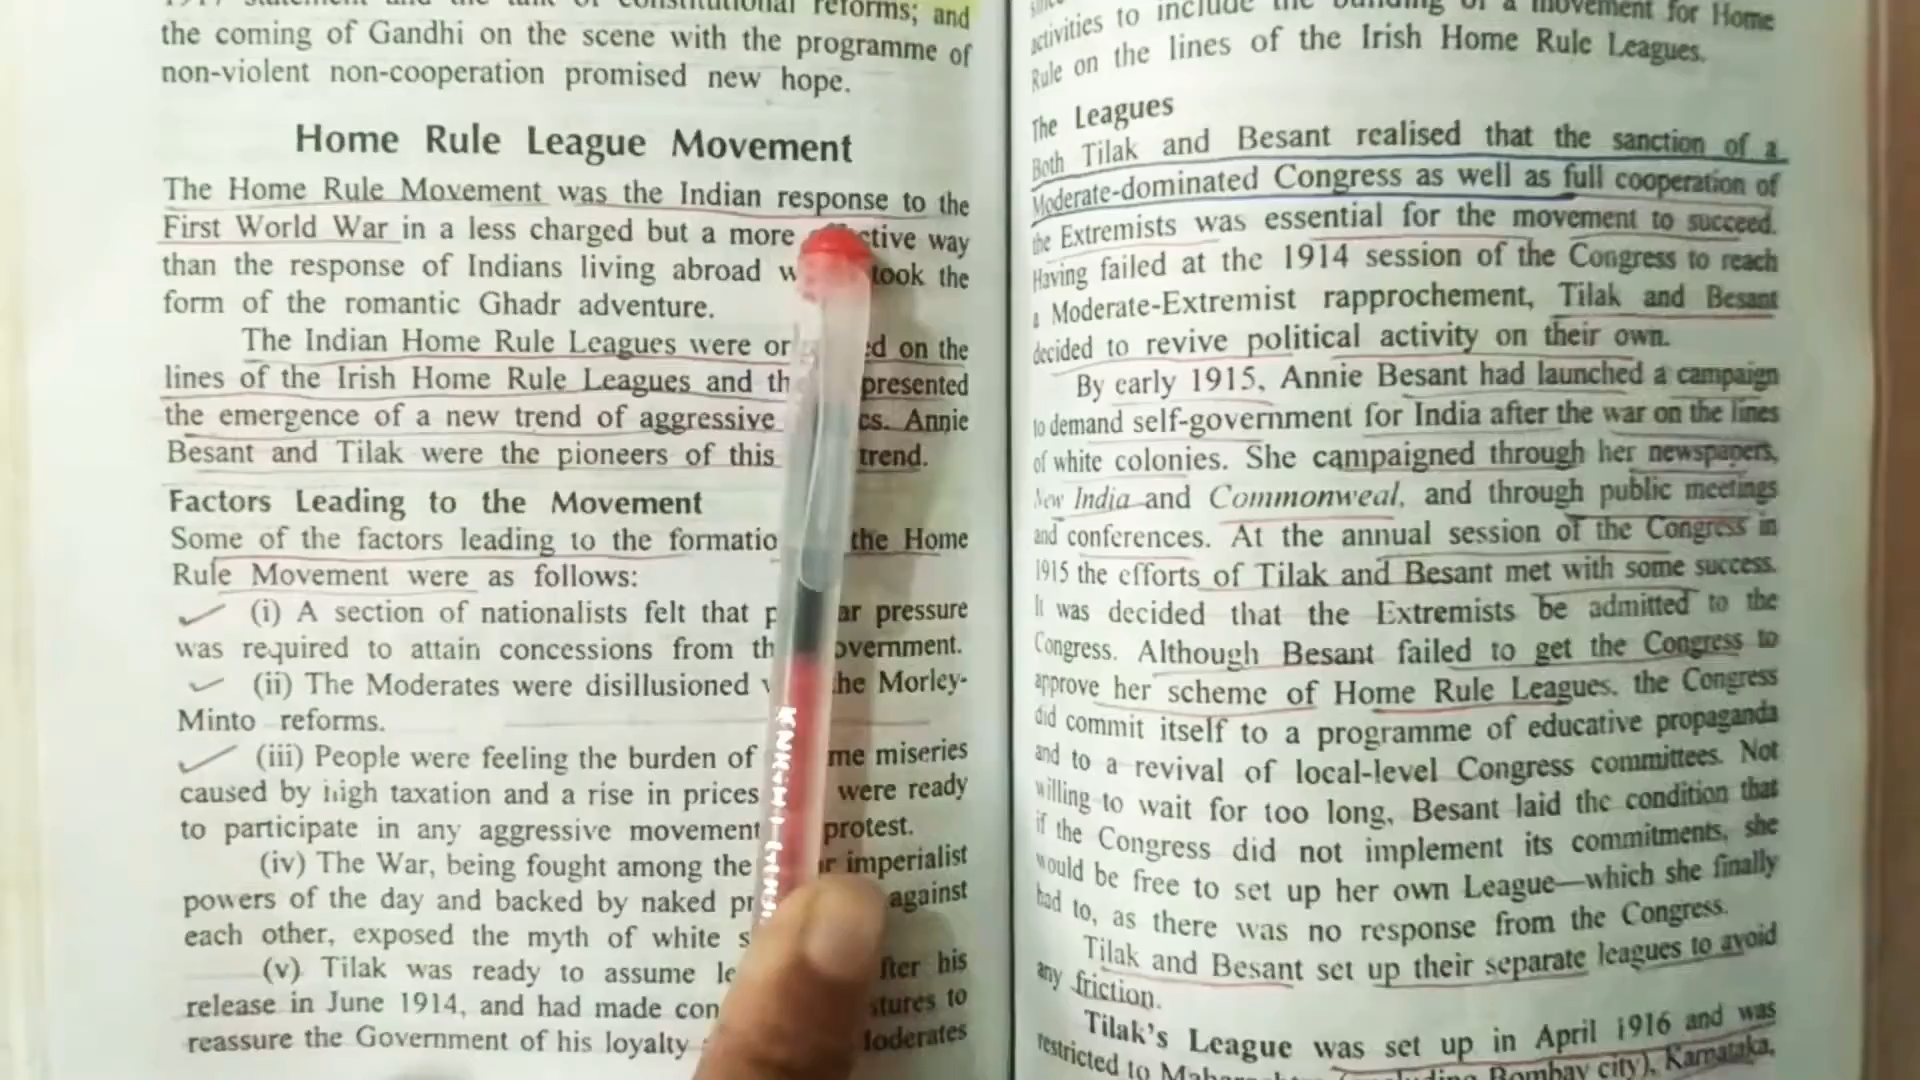 constitutional reforms; and
the coming of Gandhi on the scene with the programme of
non-violent non-cooperation promised new hope.
Home Rule League Movement
The Home Rule Movement was the Indian response to the
First World War in a less charged but a more way
than the response of Indians living abroad took the
form of the romantic Ghadr adventure.
The Indian Home Rule Leagues were on the
lines of the Irish Home Rule Leagues and
the emergence of a new trend of aggressive Annie
Besant and Tilak were the pioneers of this trend.
Factors Leading to the Movement
Some of the factors leading to the the Home
Rule Movement were as follows:
(i) A section of nationalists felt that pressure
was required to attain concessions from
(ii) The Moderates were disillusioned Morley-
Minto reforms.
(iii) People were feeling the burden of miseries
caused by high taxation and a rise in prices were ready
to participate in any aggressive movement protest.
(iv) The War, being fought among the imperialist
powers of the day and backed by naked against
each other, exposed the myth of white
(v) Tilak was ready to assume his
release in June 1914, and had made to
reassure the Government of his loyalty
activities to include the of a movement for Home
Rule on the lines of the Irish Home Rule Leagues.
The Leagues
Both Tilak and Besant realised that the sanction of a
Moderate-dominated Congress as well as full cooperation of
the Extremists was essential for the movement to succeed.
Having failed at the 1914 session of the Congress to reach
a Moderate-Extremist rapprochement, Tilak and Besant
decided to revive political activity on their own.
By early 1915, Annie Besant had launched a campaign
to demand self-government for India after the war on the lines
of white colonies. She campaigned through her newspapers,
New India and Commonweal, and through public meetings
and conferences. At the annual session of the Congress in
1915 the efforts of Tilak and Besant met with some success.
It was decided that the Extremists be admitted to the
Congress. Although Besant failed to get the Congress to
approve her scheme of Home Rule Leagues, the Congress
did commit itself to a programme of educative propaganda
and to a revival of local-level Congress committees. Not
willing to wait for too long, Besant laid the condition that
if the Congress did not implement its commitments, she
would be free to set up her own League—which she finally
had to, as there was no response from the Congress.
Tilak and Besant set up their separate leagues to avoid
any friction.
Tilak's League was set up in April 1916 and was
restricted to Bombay city), Karnataka,